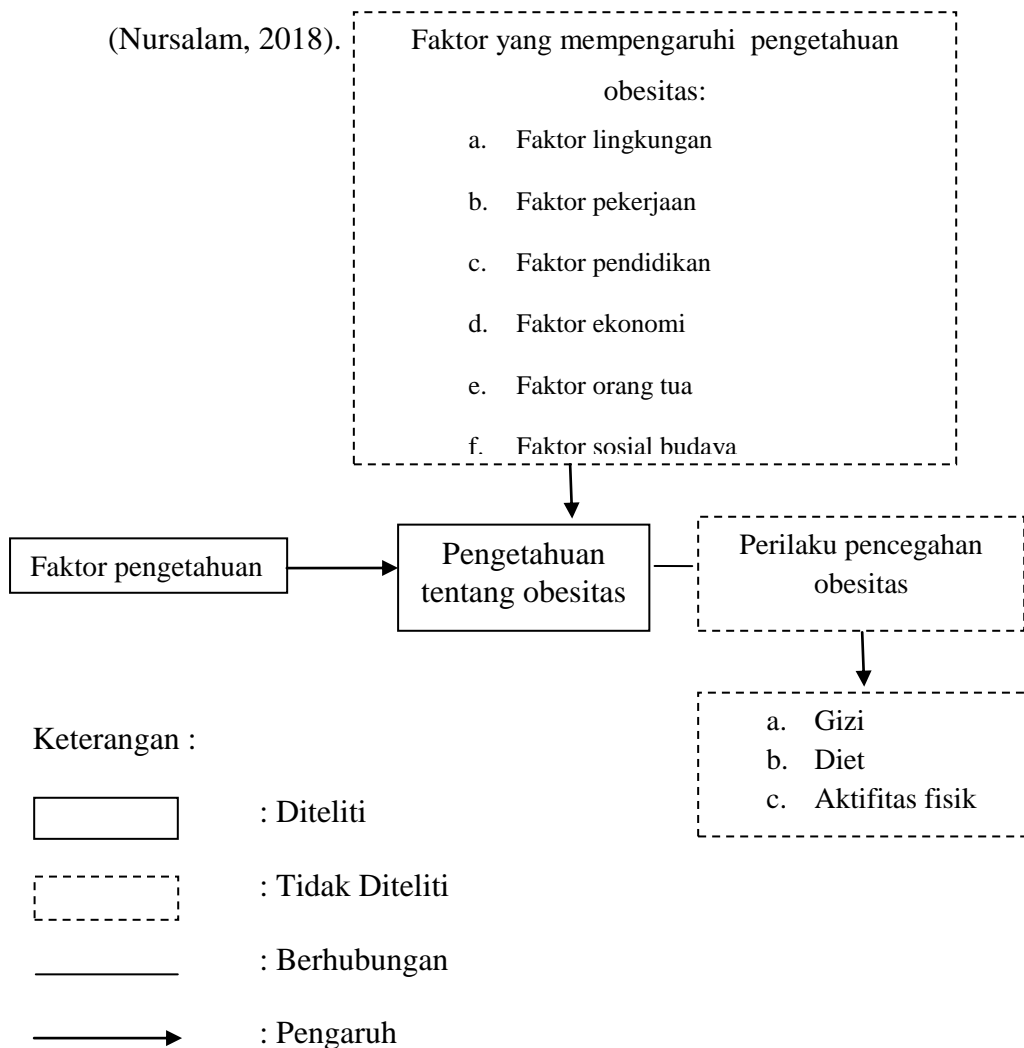 (Nursalam, 2018).
Faktor yang mempengaruhi pengetahuan
obesitas:
a. Faktor lingkungan
b. Faktor pekerjaan
c. Faktor pendidikan
d. Faktor ekonomi
e. Faktor orang tua
f. Faktor sosial budaya
Faktor pengetahuan
Pengetahuan
tentang obesitas
Perilaku pencegahan
obesitas
a. Gizi
b. Diet
c. Aktifitas fisik
Keterangan :
: Diteliti
: Tidak Diteliti
: Berhubungan
: Pengaruh